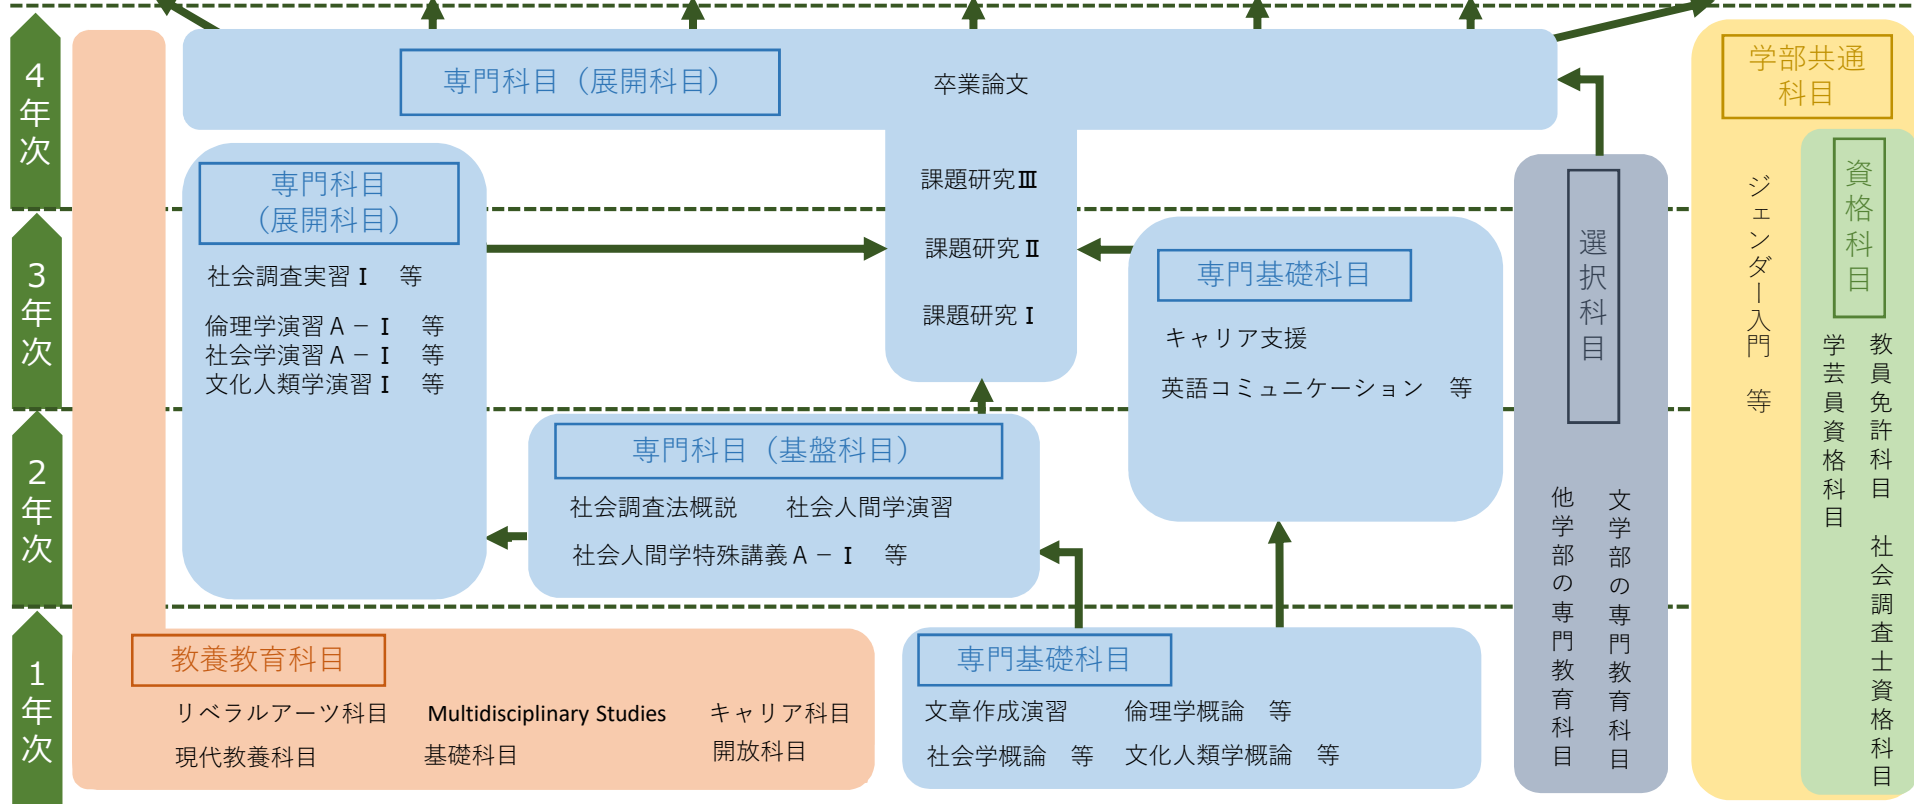 4年次
専門科目（展開科目）
卒業論文
学部共通
科目
ジェンダー入門　等
資格科目
教員免許科目　社会調査士資格科目
学芸員資格科目
専門科目
（展開科目）
課題研究Ⅲ
選択科目
文学部の専門教育科目
他学部の専門教育科目
3年次
社会調査実習Ⅰ　等
倫理学演習A－Ⅰ　等
社会学演習A－Ⅰ　等
文化人類学演習Ⅰ　等
課題研究Ⅱ
課題研究Ⅰ
専門基礎科目
キャリア支援
英語コミュニケーション　等
2年次
専門科目（基盤科目）
社会調査法概説　社会人間学演習
社会人間学特殊講義A－Ⅰ　等
1年次
教養教育科目
リベラルアーツ科目　Multidisciplinary Studies　キャリア科目
現代教養科目　基礎科目　開放科目
専門基礎科目
文章作成演習　倫理学概論　等
社会学概論　等　文化人類学概論　等